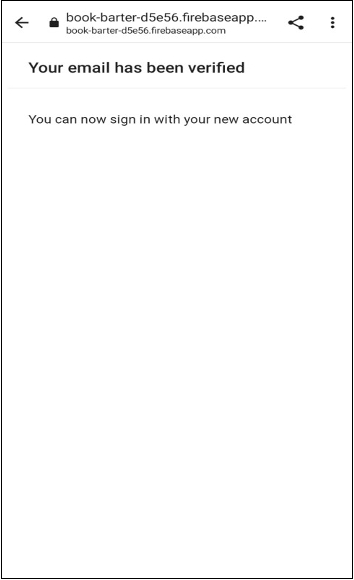 book-barter-d5e56.firebaseapp....
book-barter-d5e56.firebaseapp.com
Your email has been verified
You can now sign in with your new account